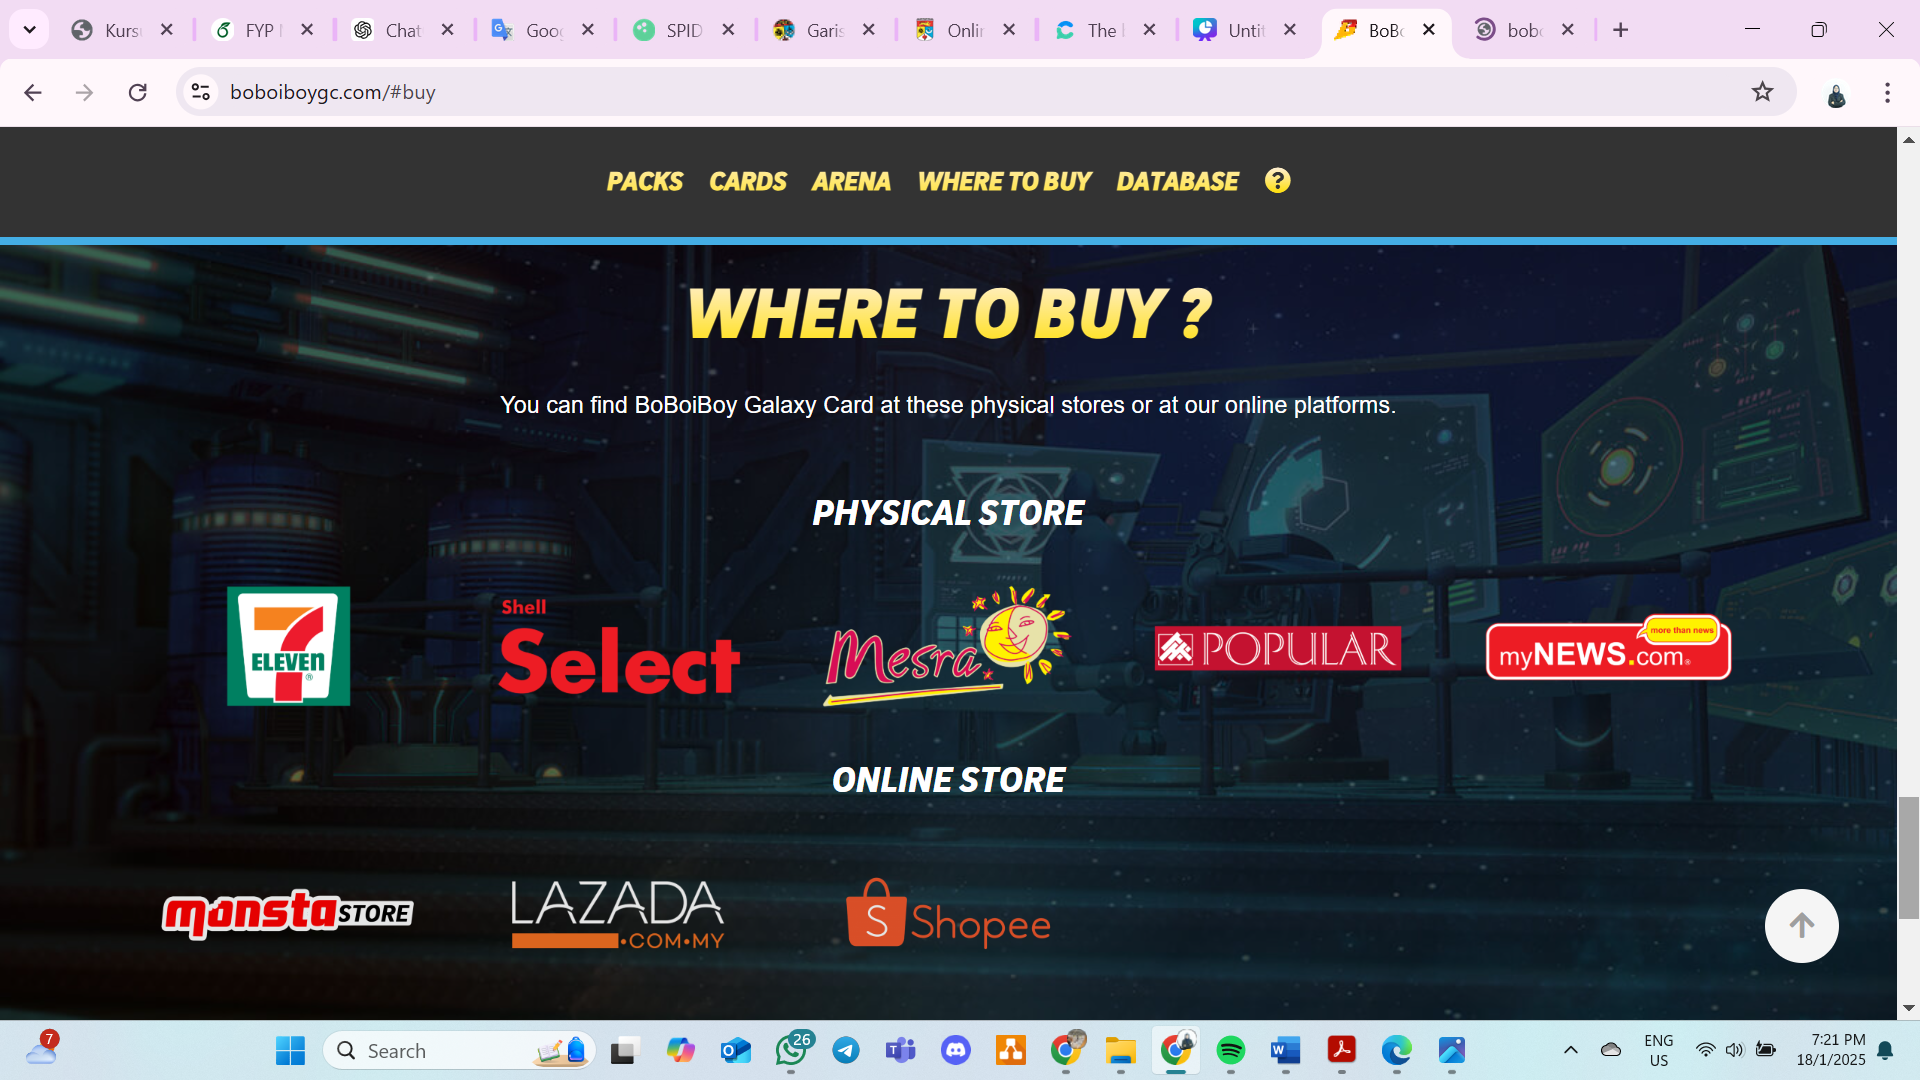 Kurs
FYP
Chat
Goog
SPID
Garis
Onlin
The
Untit
BoBo
bobo
boboiboygc.com/#buy
PACKS CARDS ARENA WHERE TO BUY DATABASE ?
WHERE TO BUY ?
You can find BoBoiBoy Galaxy Card at these physical stores or at our online platforms.
PHYSICAL STORE
7 ELEVEN ®
Shell
Select
Mesra
POPULAR
more than news
myNEWS.com®
ONLINE STORE
monsta STORE
LAZADA
.COM.MY
S Shopee
7
Search
26
ENG
US
7:21 PM
18/1/2025